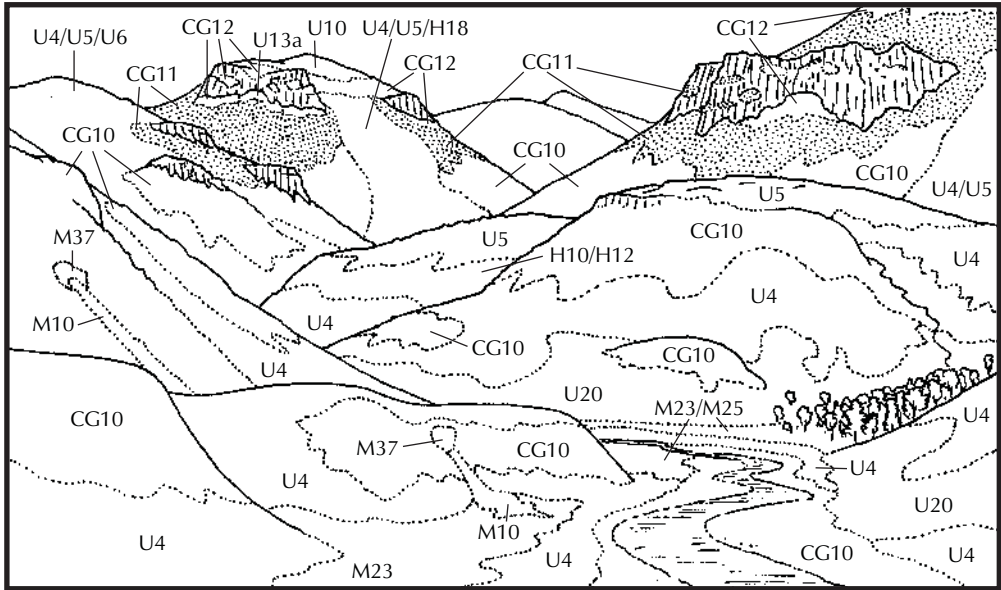 CG12
U10
U4/U5/H18
CG12
U4/U5/U6
U13a
CG11
CG12
CG11
CG10
CG10
CG10
U4/U5
U5
CG10
M37
U5
H10/H12
U4
U4
M10
U4
CG10
CG10
U4
U20
M23/M25
CG10
U4
M37
CG10
U4
U4
U20
M10
U4
U4
CG10
U4
M23